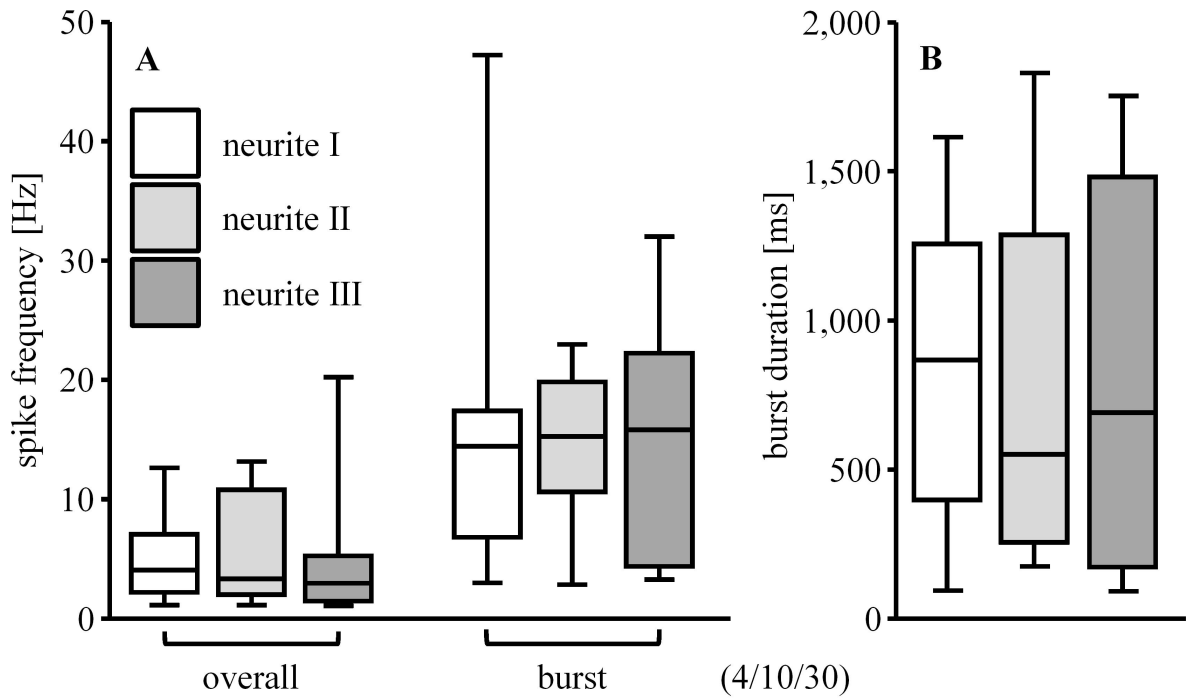 A
spike frequency [Hz]
50
40
30
20
10
0
neurite I
neurite II
neurite III
overall
burst
(4/10/30)
B
burst duration [ms]
2,000
1,500
1,000
500
0